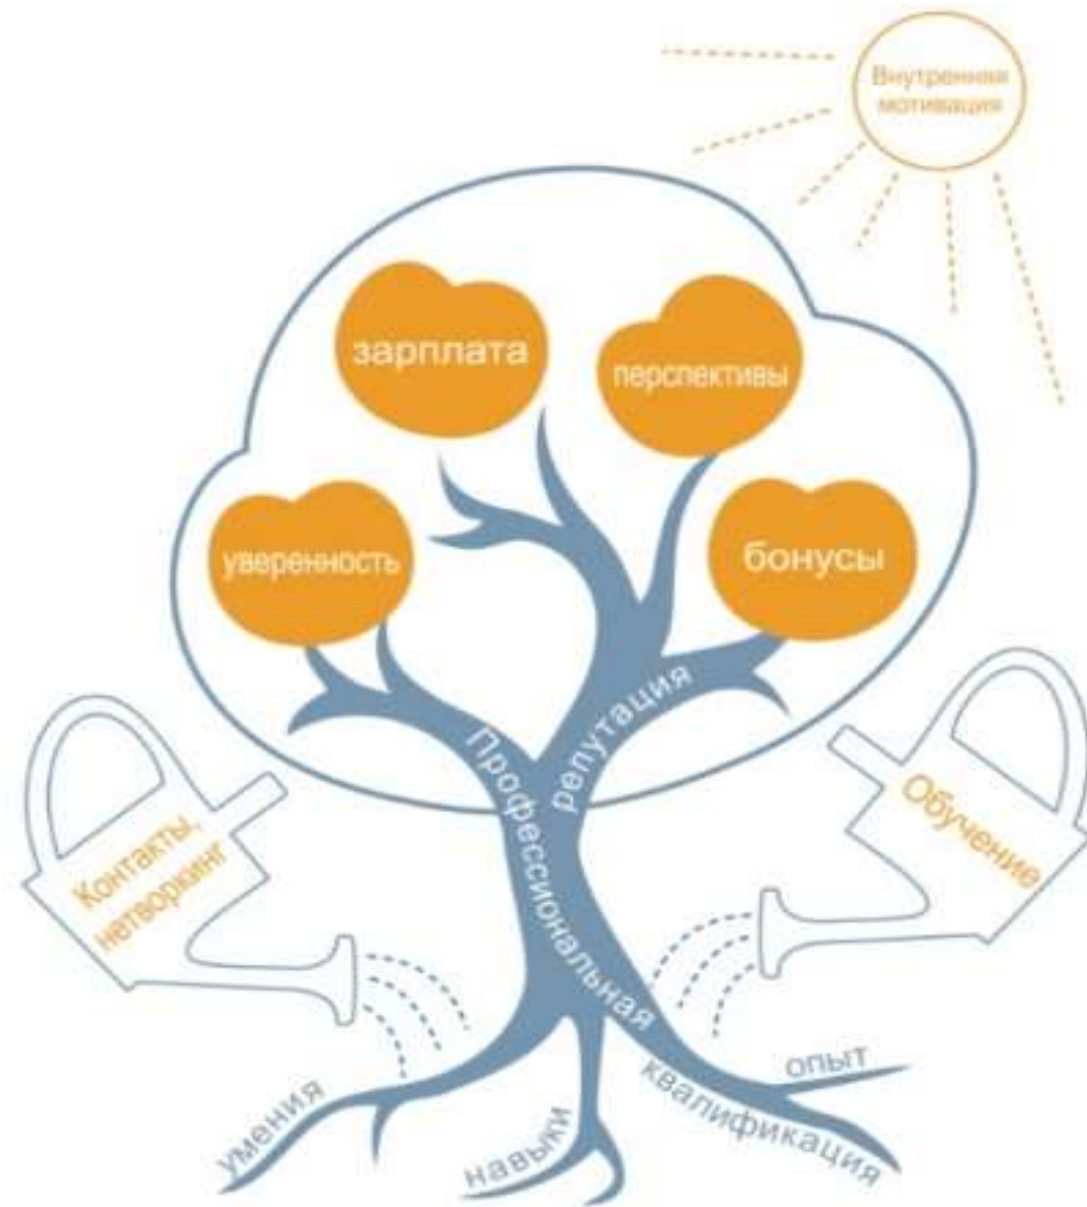 Внутренняя
мотивация
зарплата
перспективы
уверенность
бонусы
Профессиональная
репутация
Контакты,
нетворкинг
Обучение
умения
навыки
квалификация
опыт